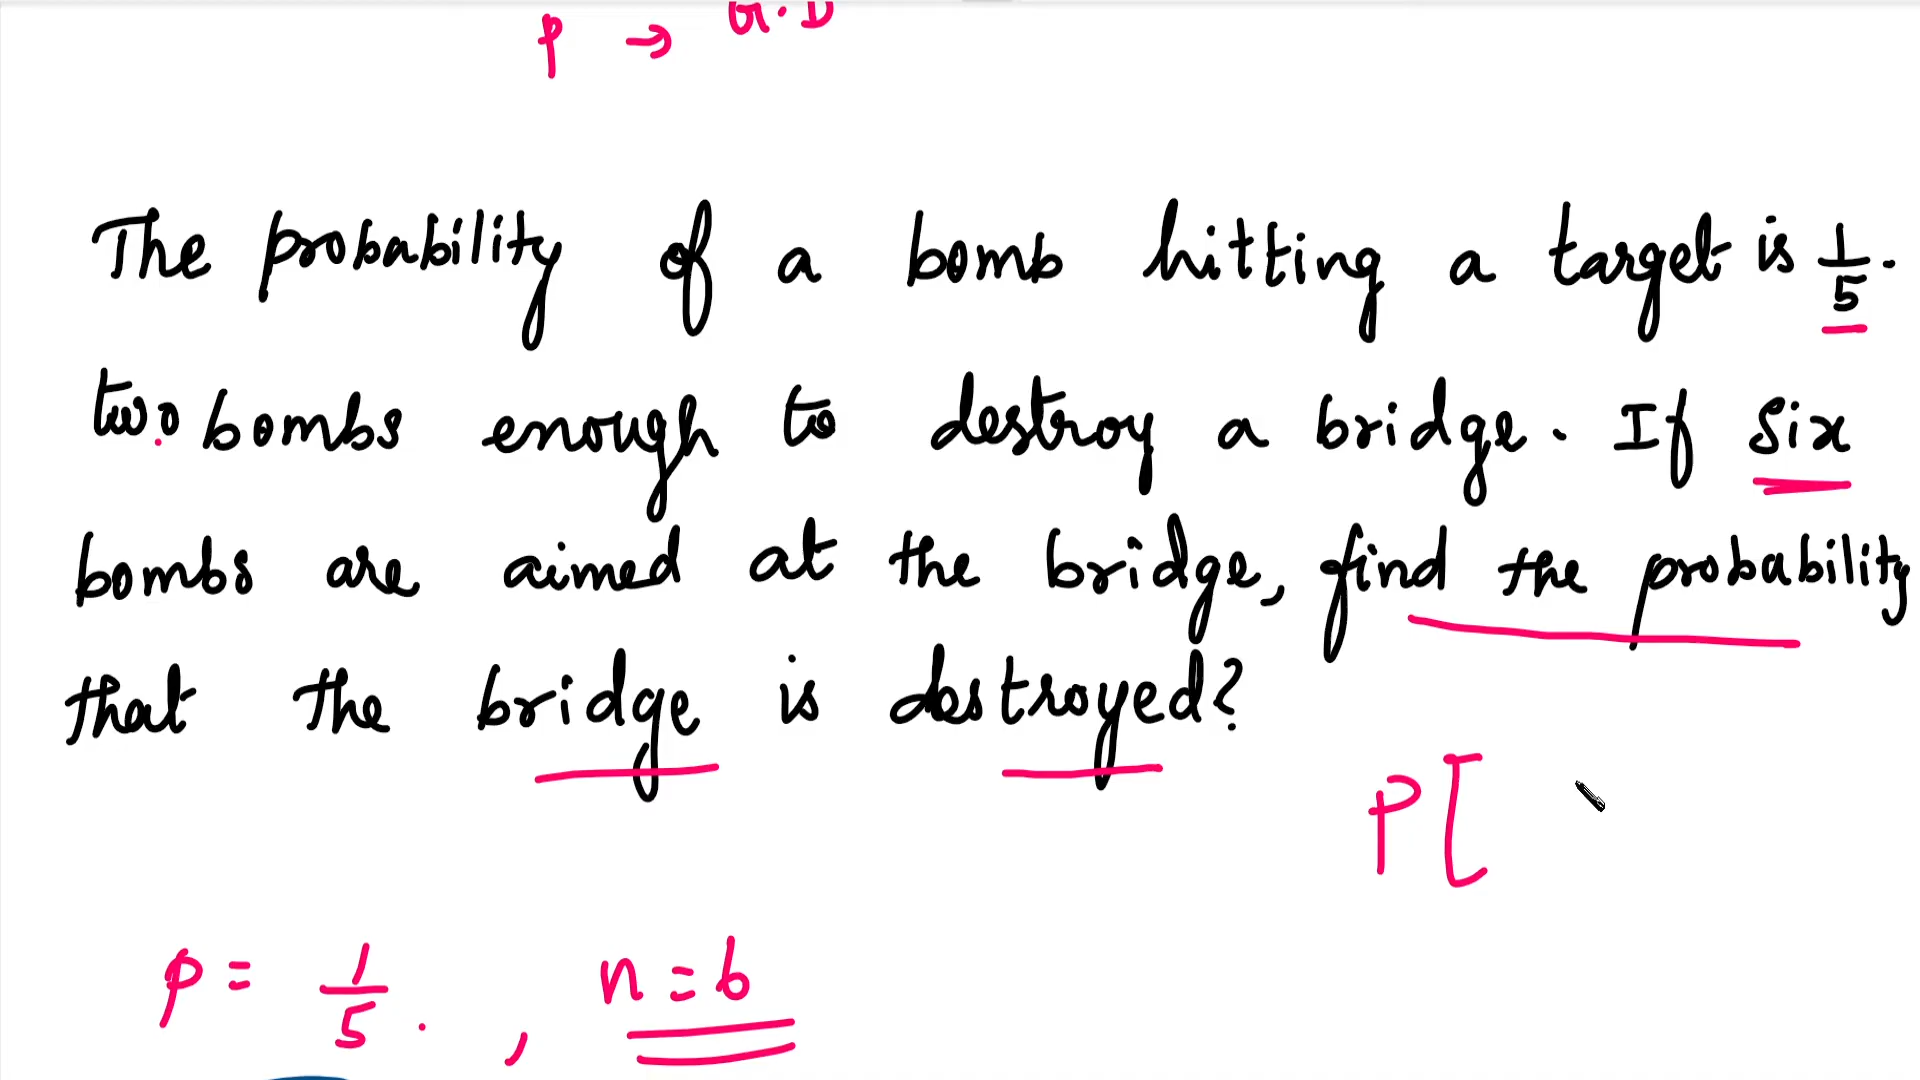 p → G.D
The probability of a bomb hitting a target is 1/5.
two bombs enough to destroy a bridge. If six
bombs are aimed at the bridge, find the probability
that the bridge is destroyed?
P[
p = 1/5. , n = 6